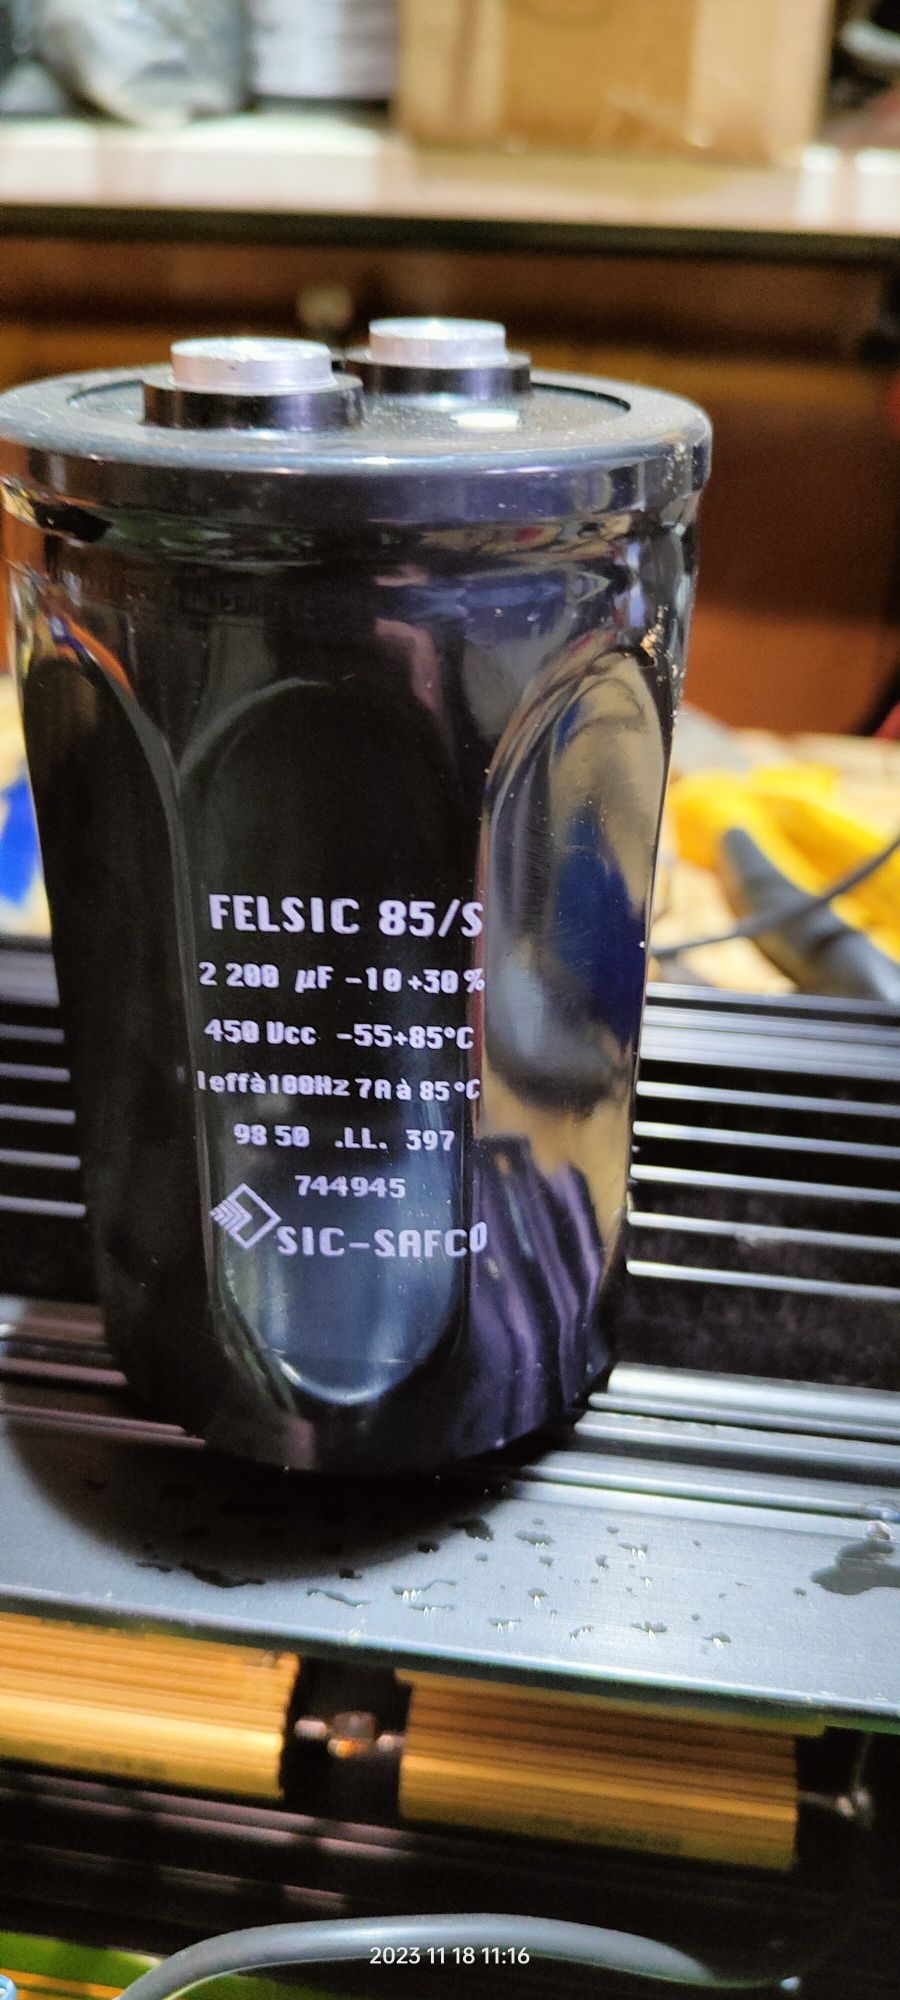 FELSIC 85/S
2 200 µF -10+30%
450 Vcc -55+85°C
Ieffà100Hz 7A à 85°C
98 50 .LL. 397
744945
SIC-SAFCO
2023 11 18 11:16